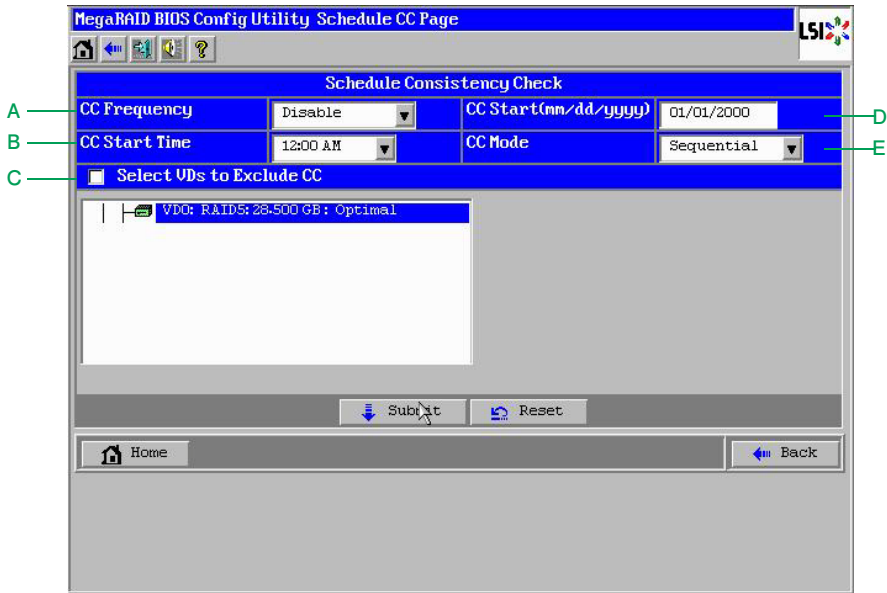 MegaRAID BIOS Config Utility Schedule CC Page
LSI
Schedule Consistency Check
A
CC Frequency
Disable
CC Start(mm/dd/yyyy)
01/01/2000
D
B
CC Start Time
12:00 AM
CC Mode
Sequential
E
C
Select VDs to Exclude CC
VD0: RAID5: 28.500 GB: Optimal
Submit
Reset
Home
Back